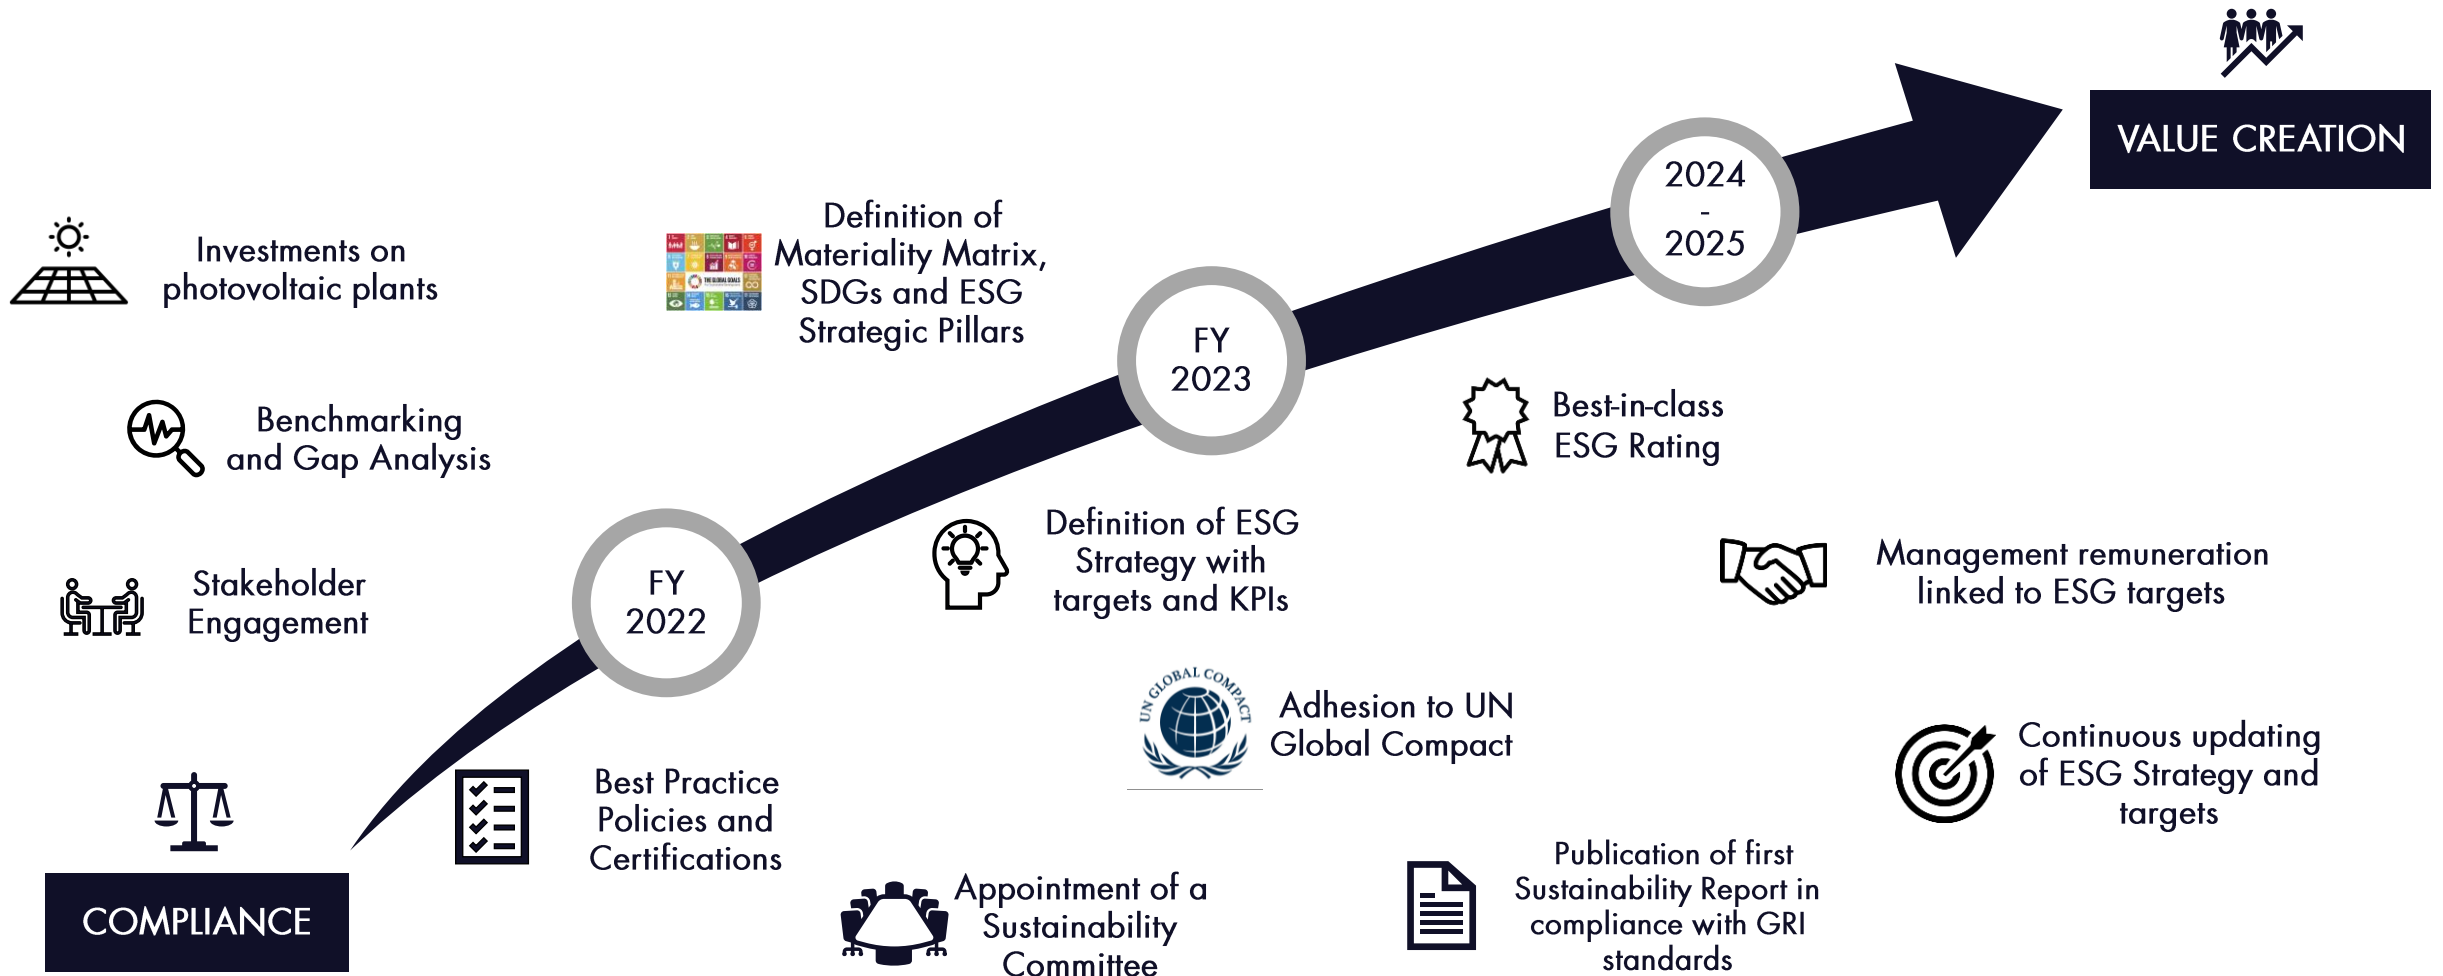 VALUE CREATION
2024
-
2025
Definition of
Materiality Matrix,
SDGs and ESG
Strategic Pillars
THE GLOBAL GOALS
Investments on
photovoltaic plants
FY
2023
Best-in-class
ESG Rating
Benchmarking
and Gap Analysis
Definition of ESG
Strategy with
targets and KPIs
Management remuneration
linked to ESG targets
Stakeholder
Engagement
FY
2022
UN GLOBAL COMPACT
Adhesion to UN
Global Compact
Continuous updating
of ESG Strategy and
targets
Best Practice
Policies and
Certifications
Publication of first
Sustainability Report in
compliance with GRI
standards
Appointment of a
Sustainability
Committee
COMPLIANCE